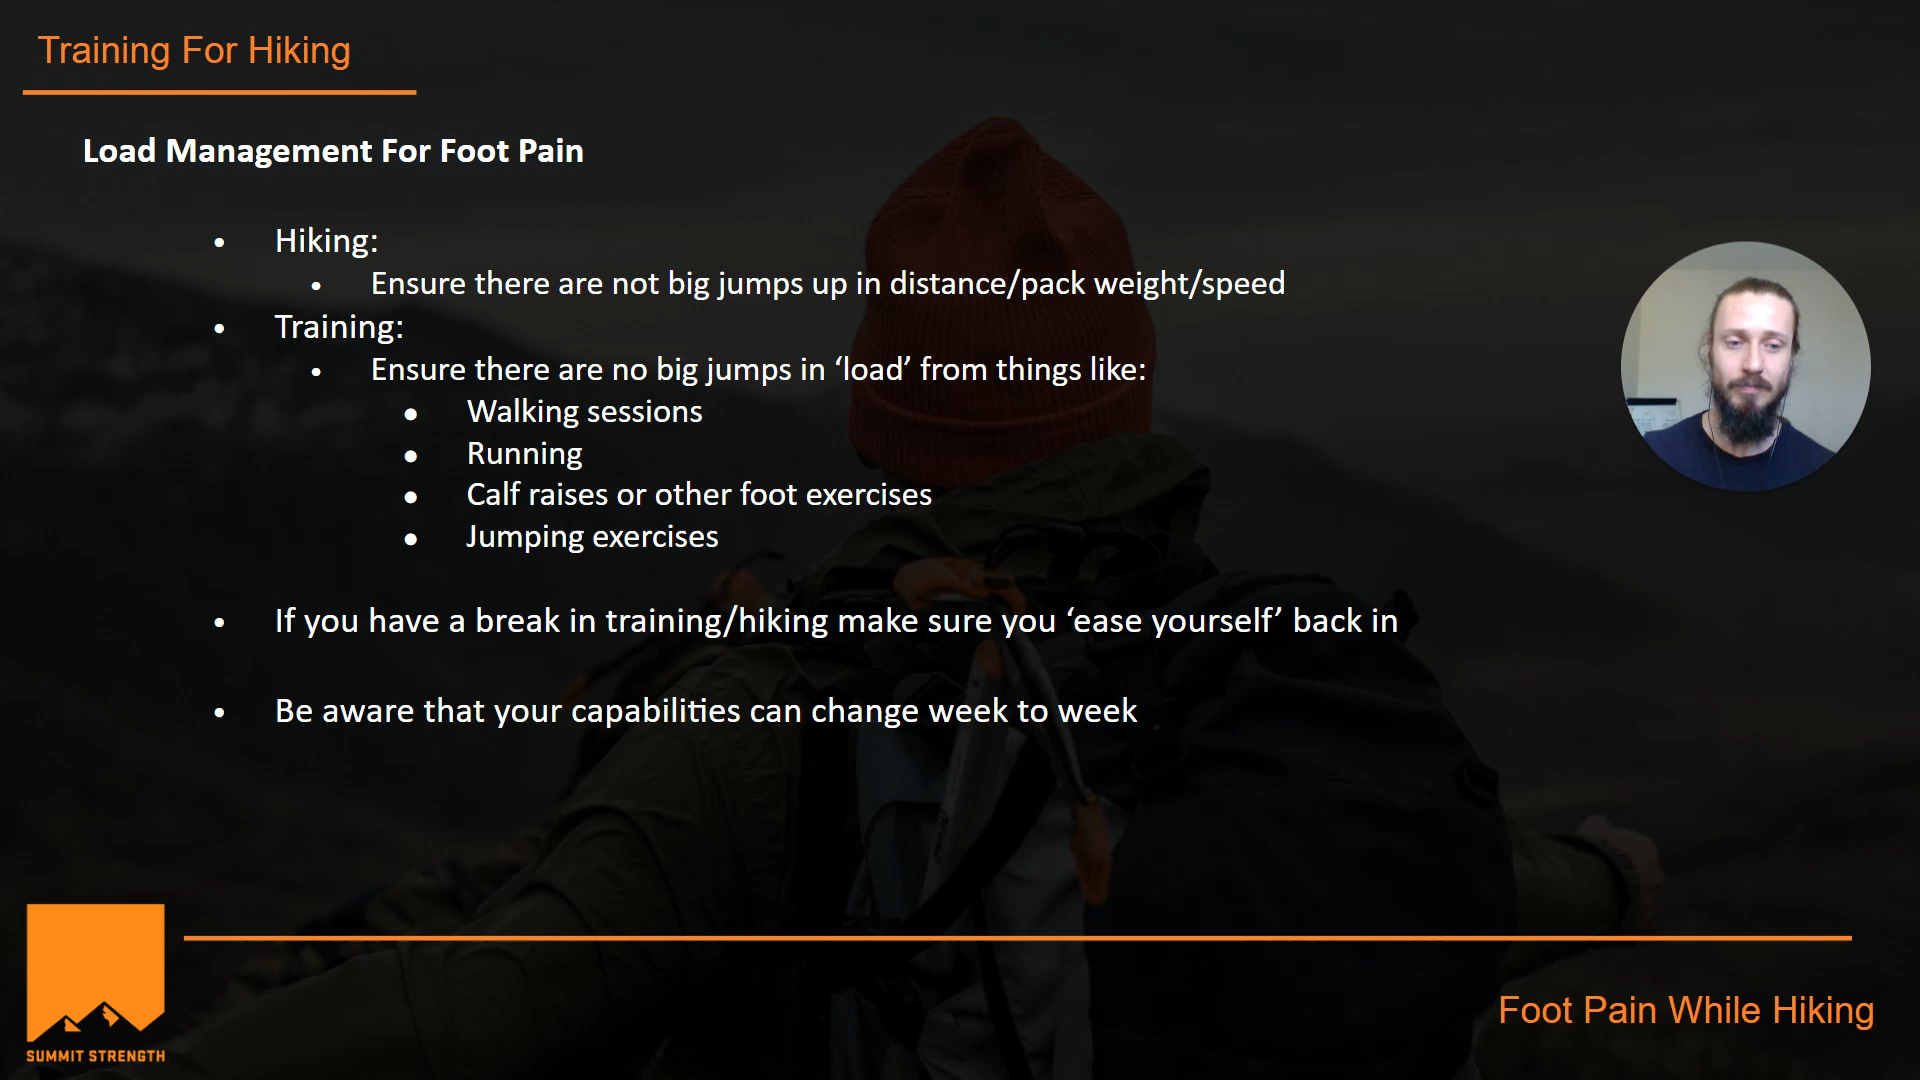 Training For Hiking
Load Management For Foot Pain
• Hiking:
• Ensure there are not big jumps up in distance/pack weight/speed
• Training:
• Ensure there are no big jumps in ‘load’ from things like:
● Walking sessions
● Running
● Calf raises or other foot exercises
● Jumping exercises
• If you have a break in training/hiking make sure you ‘ease yourself’ back in
• Be aware that your capabilities can change week to week
SUMMIT STRENGTH
Foot Pain While Hiking